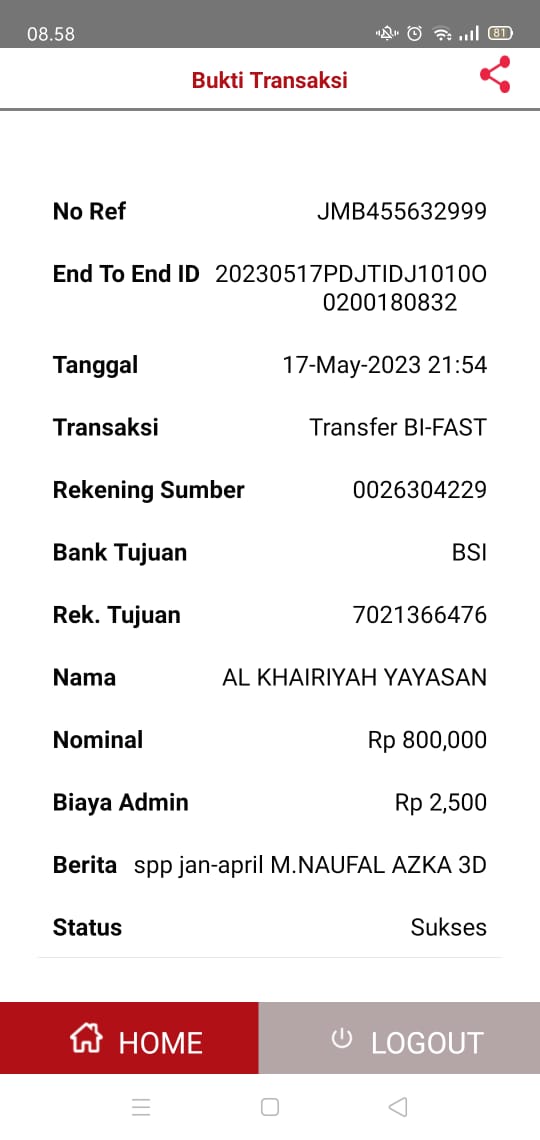 08.58
81
Bukti Transaksi
No Ref JMB455632999
End To End ID 20230517PDJTIDJ1010O
0200180832
Tanggal 17-May-2023 21:54
Transaksi Transfer BI-FAST
Rekening Sumber 0026304229
Bank Tujuan BSI
Rek. Tujuan 7021366476
Nama AL KHAIRIYAH YAYASAN
Nominal Rp 800,000
Biaya Admin Rp 2,500
Berita spp jan-april M.NAUFAL AZKA 3D
Status Sukses
HOME LOGOUT